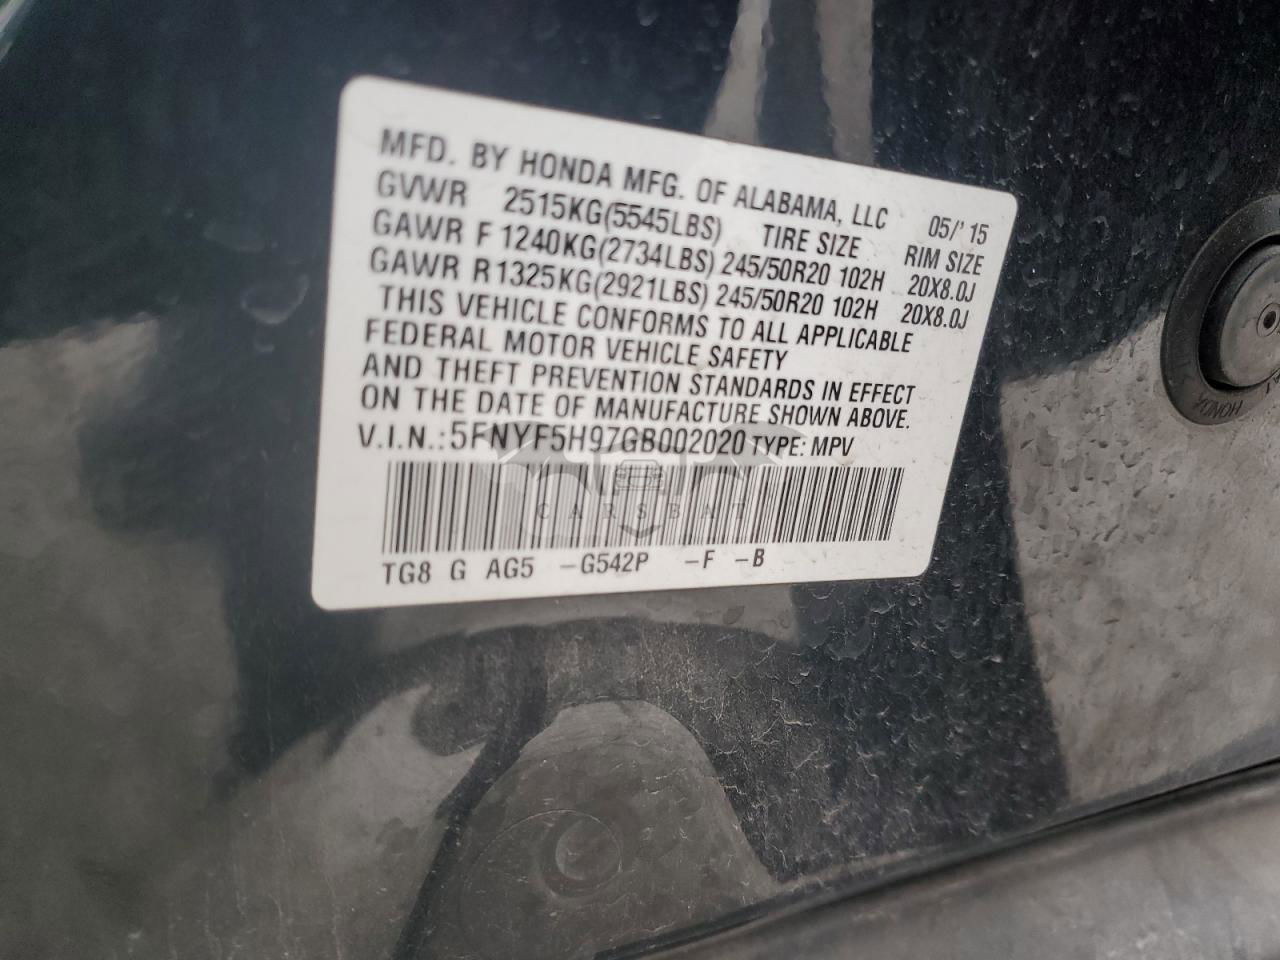 MFD. BY HONDA MFG. OF ALABAMA, LLC 05/' 15
GVWR 2515KG(5545LBS) TIRE SIZE RIM SIZE
GAWR F 1240KG(2734LBS) 245/50R20 102H 20X8.0J
GAWR R 1325KG(2921LBS) 245/50R20 102H 20X8.0J
THIS VEHICLE CONFORMS TO ALL APPLICABLE
FEDERAL MOTOR VEHICLE SAFETY
AND THEFT PREVENTION STANDARDS IN EFFECT
ON THE DATE OF MANUFACTURE SHOWN ABOVE.
V.I.N.:5FNYF5H97GB002020 TYPE: MPV
CARSBAT
TG8 G AG5 -G542P -F -B
HONDA